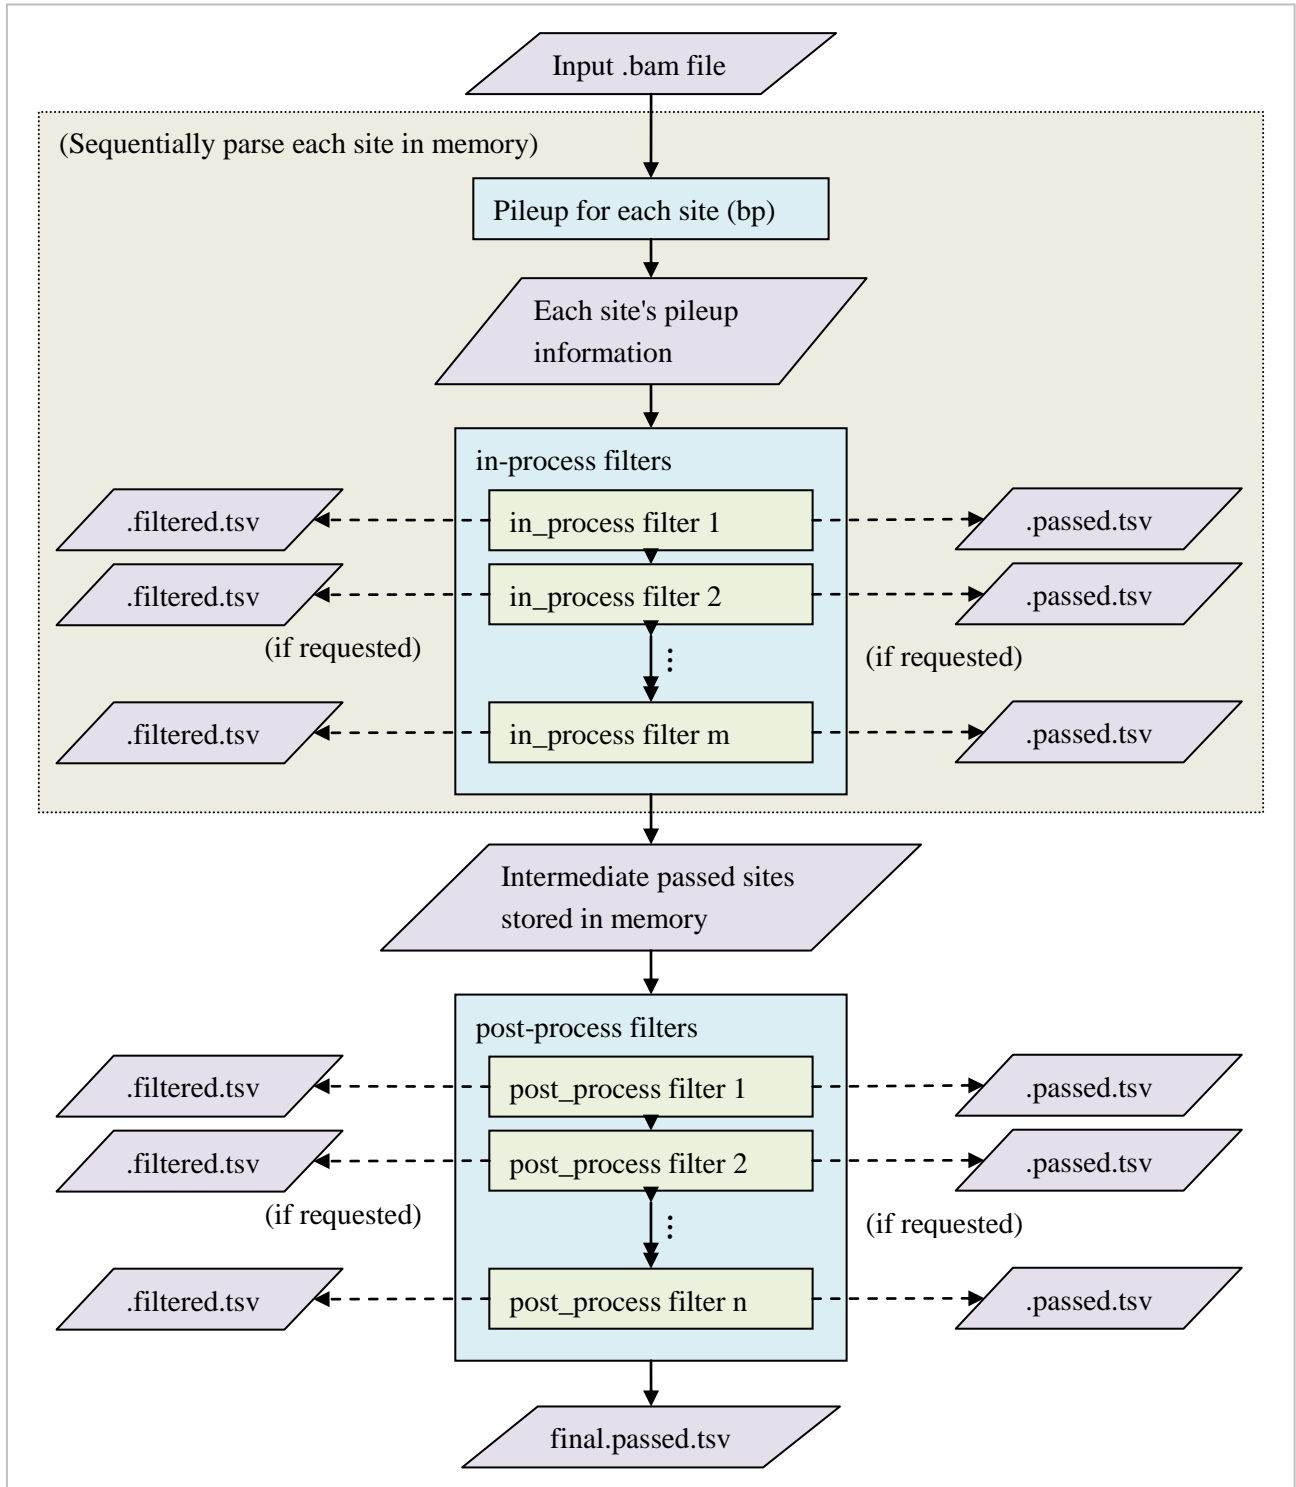 Input .bam file
(Sequentially parse each site in memory)
Pileup for each site (bp)
Each site's pileup
information
in-process filters
.filtered.tsv
in_process filter 1
.passed.tsv
.filtered.tsv
in_process filter 2
.passed.tsv
(if requested)
⋮
(if requested)
.filtered.tsv
in_process filter m
.passed.tsv
Intermediate passed sites
stored in memory
post-process filters
.filtered.tsv
post_process filter 1
.passed.tsv
.filtered.tsv
post_process filter 2
.passed.tsv
(if requested)
⋮
(if requested)
.filtered.tsv
post_process filter n
.passed.tsv
final.passed.tsv